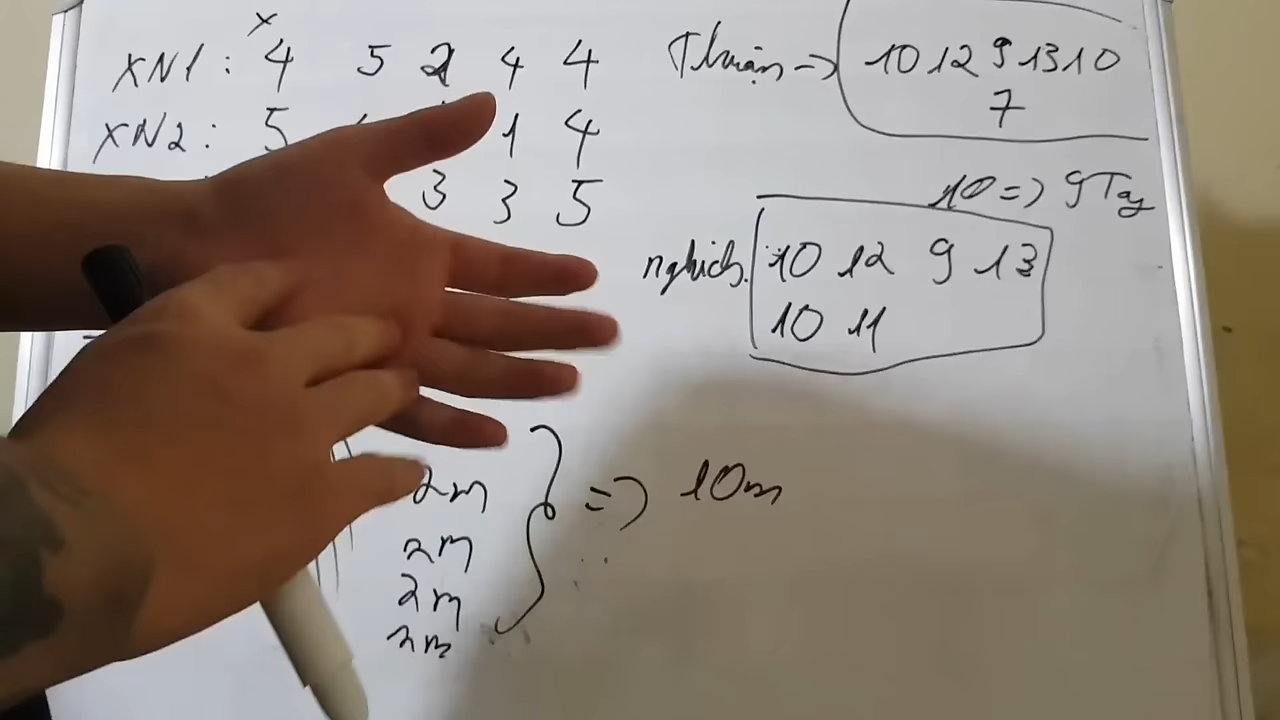 x
XN1: 4 5 2 4 4
XN2: 5 1 4
3 3 5
Thuận => 10 12 9 13 10
7
10 => 9 Tay
nghịch. 10 12 9 13
10 11
2m
2m
2m
2m
=> 10m